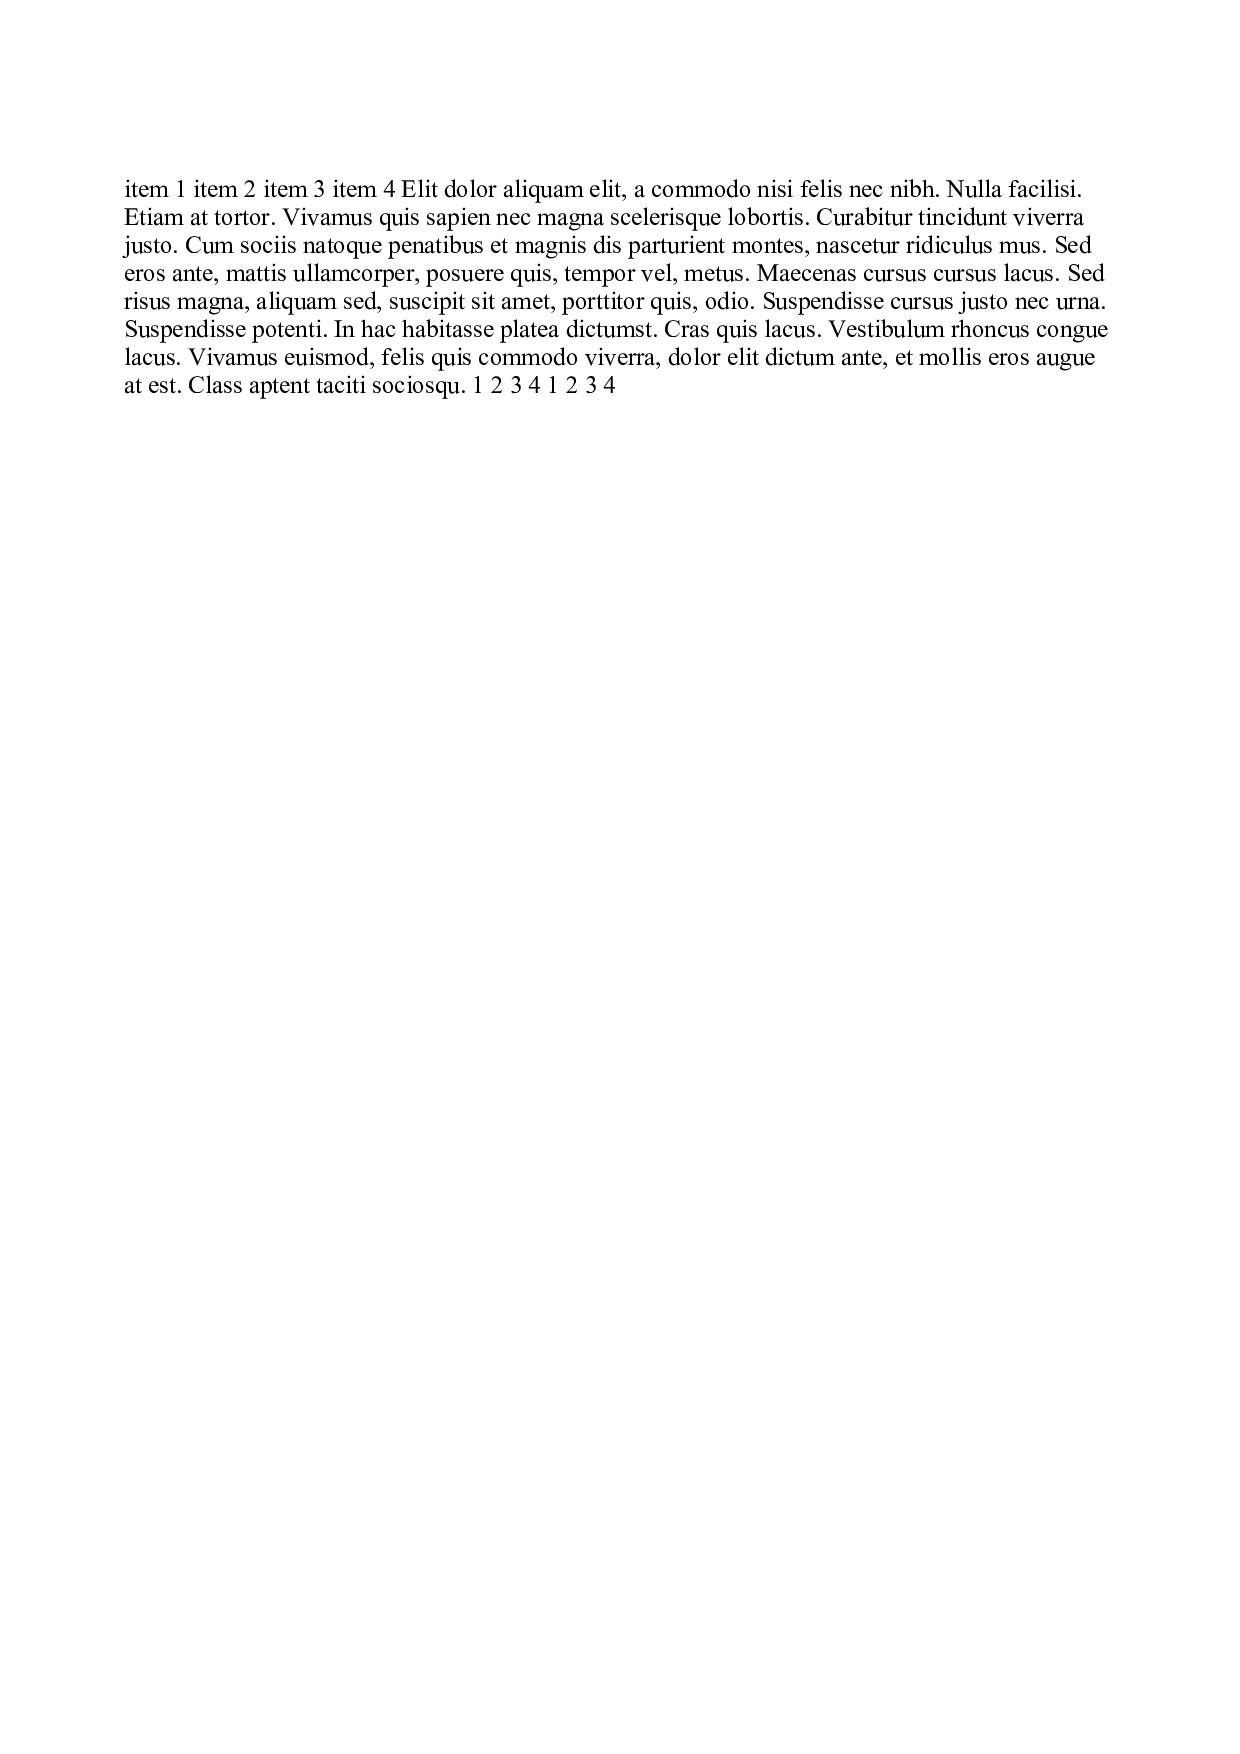 item 1 item 2 item 3 item 4 Elit dolor aliquam elit, a commodo nisi felis nec nibh. Nulla facilisi.
Etiam at tortor. Vivamus quis sapien nec magna scelerisque lobortis. Curabitur tincidunt viverra
justo. Cum sociis natoque penatibus et magnis dis parturient montes, nascetur ridiculus mus. Sed
eros ante, mattis ullamcorper, posuere quis, tempor vel, metus. Maecenas cursus cursus lacus. Sed
risus magna, aliquam sed, suscipit sit amet, porttitor quis, odio. Suspendisse cursus justo nec urna.
Suspendisse potenti. In hac habitasse platea dictumst. Cras quis lacus. Vestibulum rhoncus congue
lacus. Vivamus euismod, felis quis commodo viverra, dolor elit dictum ante, et mollis eros augue
at est. Class aptent taciti sociosqu. 1 2 3 4 1 2 3 4